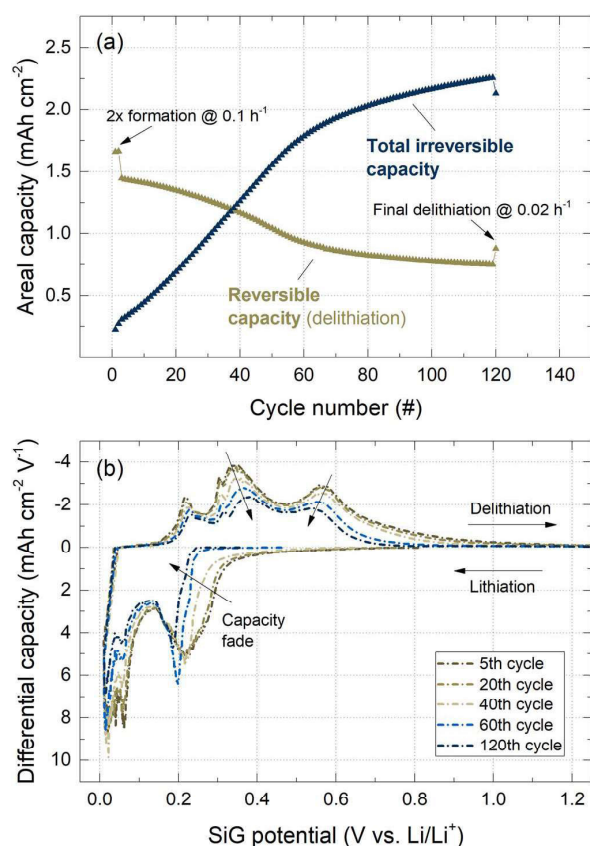 (a)
2.5
2.0
1.5
1.0
0.5
Areal capacity (mAh cm⁻²)
2x formation @ 0.1 h⁻¹
Total irreversible
capacity
Final delithiation @ 0.02 h⁻¹
Reversible
capacity (delithiation)
0 20 40 60 80 100 120 140
Cycle number (#)
(b)
-4
-2
0
2
4
6
8
10
Differential capacity (mAh cm⁻² V⁻¹)
Delithiation
Lithiation
Capacity
fade
5th cycle
20th cycle
40th cycle
60th cycle
120th cycle
0.0 0.2 0.4 0.6 0.8 1.0 1.2
SiG potential (V vs. Li/Li⁺)